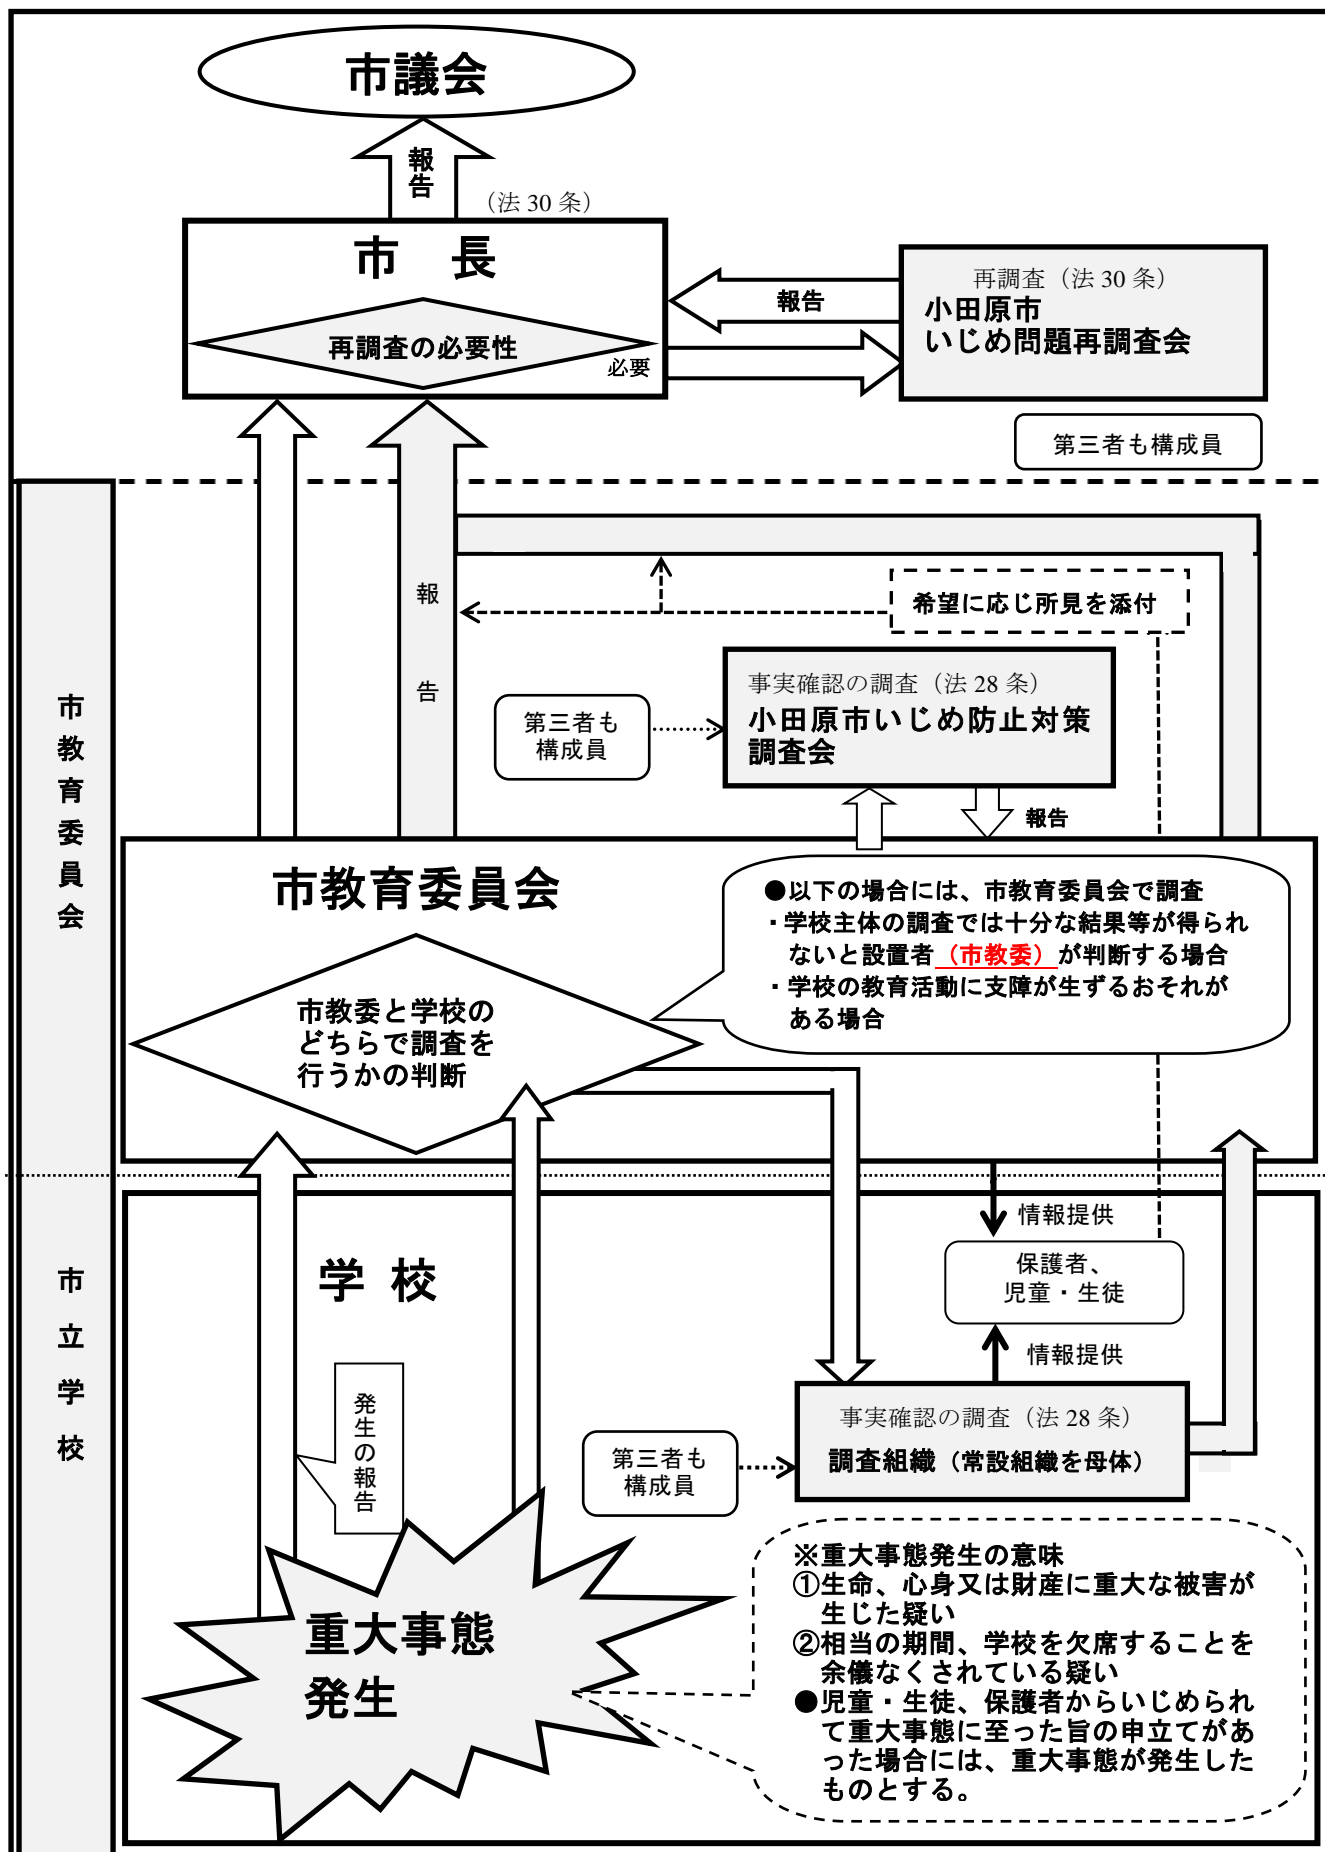 市議会
報告
（法 30 条）
市　長
再調査の必要性
必要
報告
再調査（法 30 条）
小田原市
いじめ問題再調査会
第三者も構成員
報告
希望に応じ所見を添付
事実確認の調査（法 28 条）
小田原市いじめ防止対策
調査会
第三者も
構成員
報告
市教育委員会
市教育委員会
●以下の場合には、市教育委員会で調査
・学校主体の調査では十分な結果等が得られ
ないと設置者（市教委）が判断する場合
・学校の教育活動に支障が生ずるおそれが
ある場合
市教委と学校の
どちらで調査を
行うかの判断
市立学校
学 校
情報提供
保護者、
児童・生徒
情報提供
発生の報告
事実確認の調査（法 28 条）
調査組織（常設組織を母体）
第三者も
構成員
重大事態
発生
※重大事態発生の意味
①生命、心身又は財産に重大な被害が
生じた疑い
②相当の期間、学校を欠席することを
余儀なくされている疑い
●児童・生徒、保護者からいじめられ
て重大事態に至った旨の申立てがあ
った場合には、重大事態が発生した
ものとする。